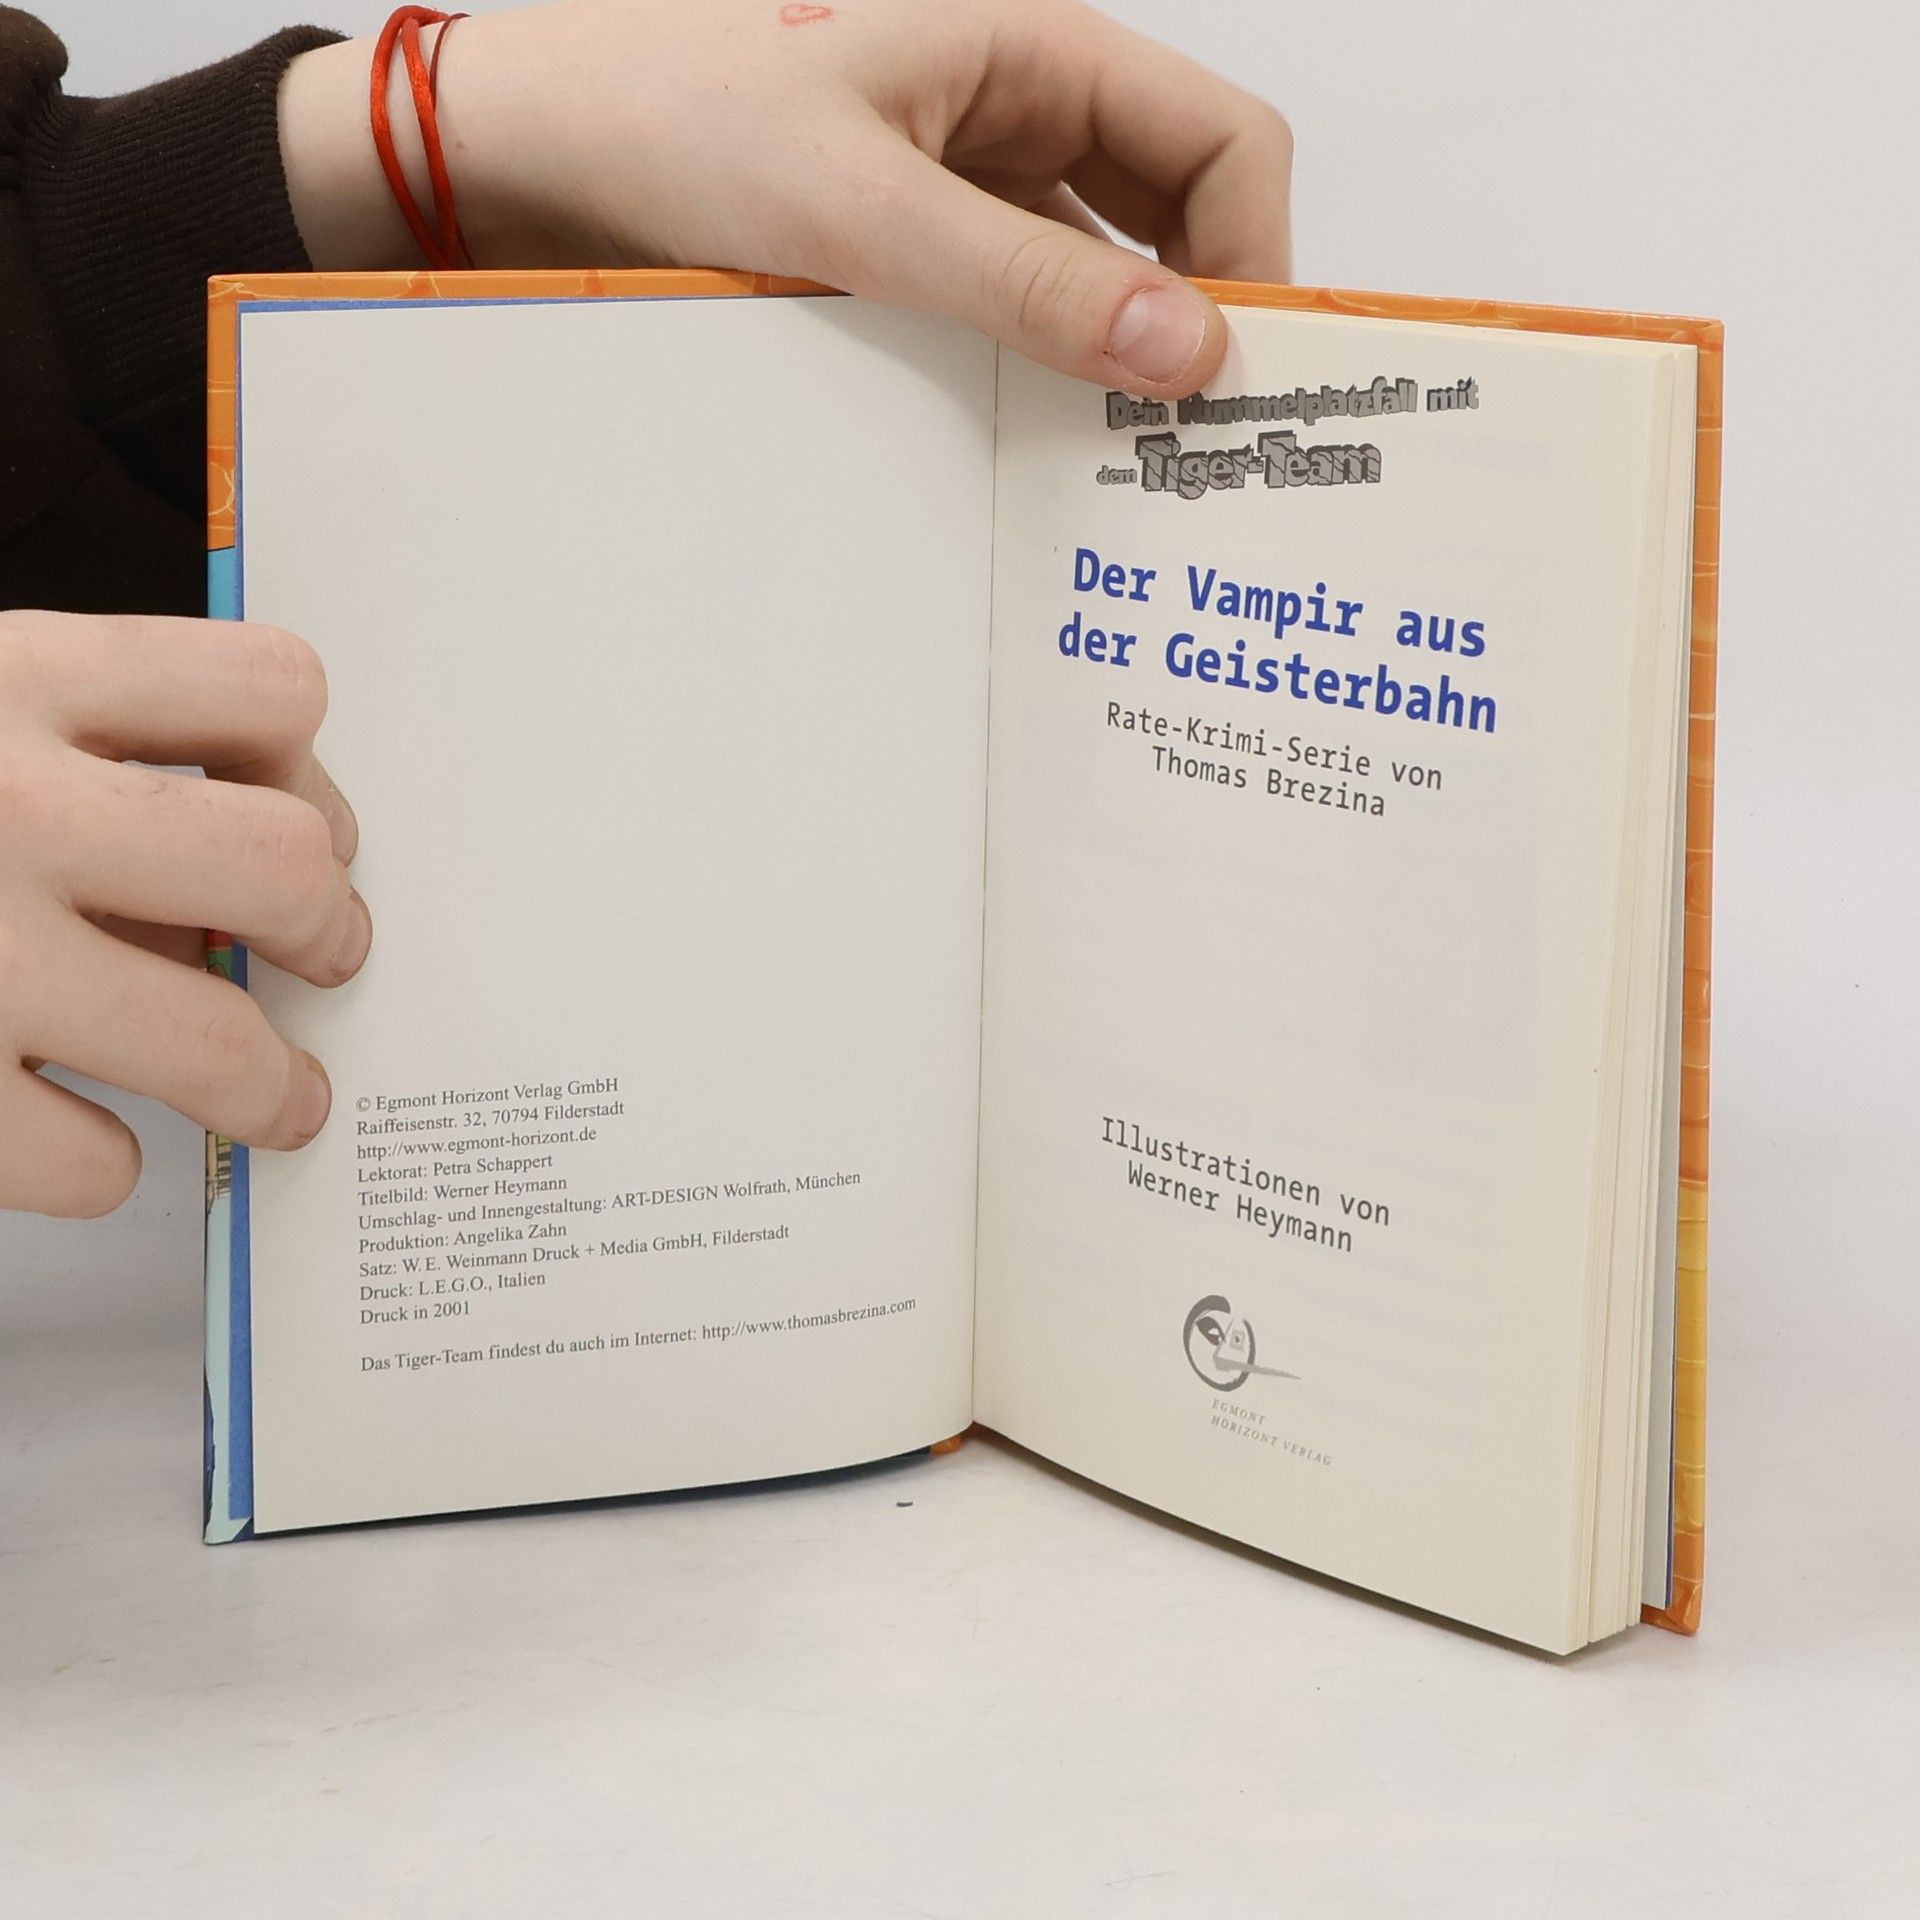 © Egmont Horizont Verlag GmbH
Raiffeisenstr. 32, 70794 Filderstadt
http://www.egmont-horizont.de
Lektorat: Petra Schappert
Titelbild: Werner Heymann
Umschlag- und Innengestaltung: ART-DESIGN Wolfrath, München
Produktion: Angelika Zahn
Satz: W. E. Weinmann Druck + Media GmbH, Filderstadt
Druck: L.E.G.O., Italien
Druck in 2001
Das Tiger-Team findest du auch im Internet: http://www.thomasbrezina.com
Dein Rummelplatzfall mit
dem Tiger-Team
Der Vampir aus
der Geisterbahn
Rate-Krimi-Serie von
Thomas Brezina
Illustrationen von
Werner Heymann
EGMONT
HORIZONT VERLAG